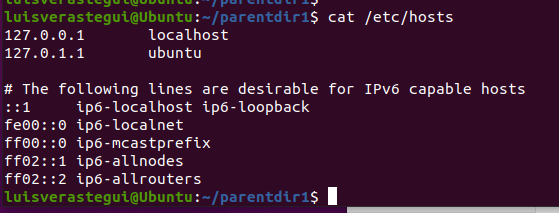 luisverastegui@Ubuntu:~/parentdir1$ cat /etc/hosts
127.0.0.1       localhost
127.0.1.1       ubuntu

# The following lines are desirable for IPv6 capable hosts
::1     ip6-localhost ip6-loopback
fe00::0 ip6-localnet
ff00::0 ip6-mcastprefix
ff02::1 ip6-allnodes
ff02::2 ip6-allrouters
luisverastegui@Ubuntu:~/parentdir1$